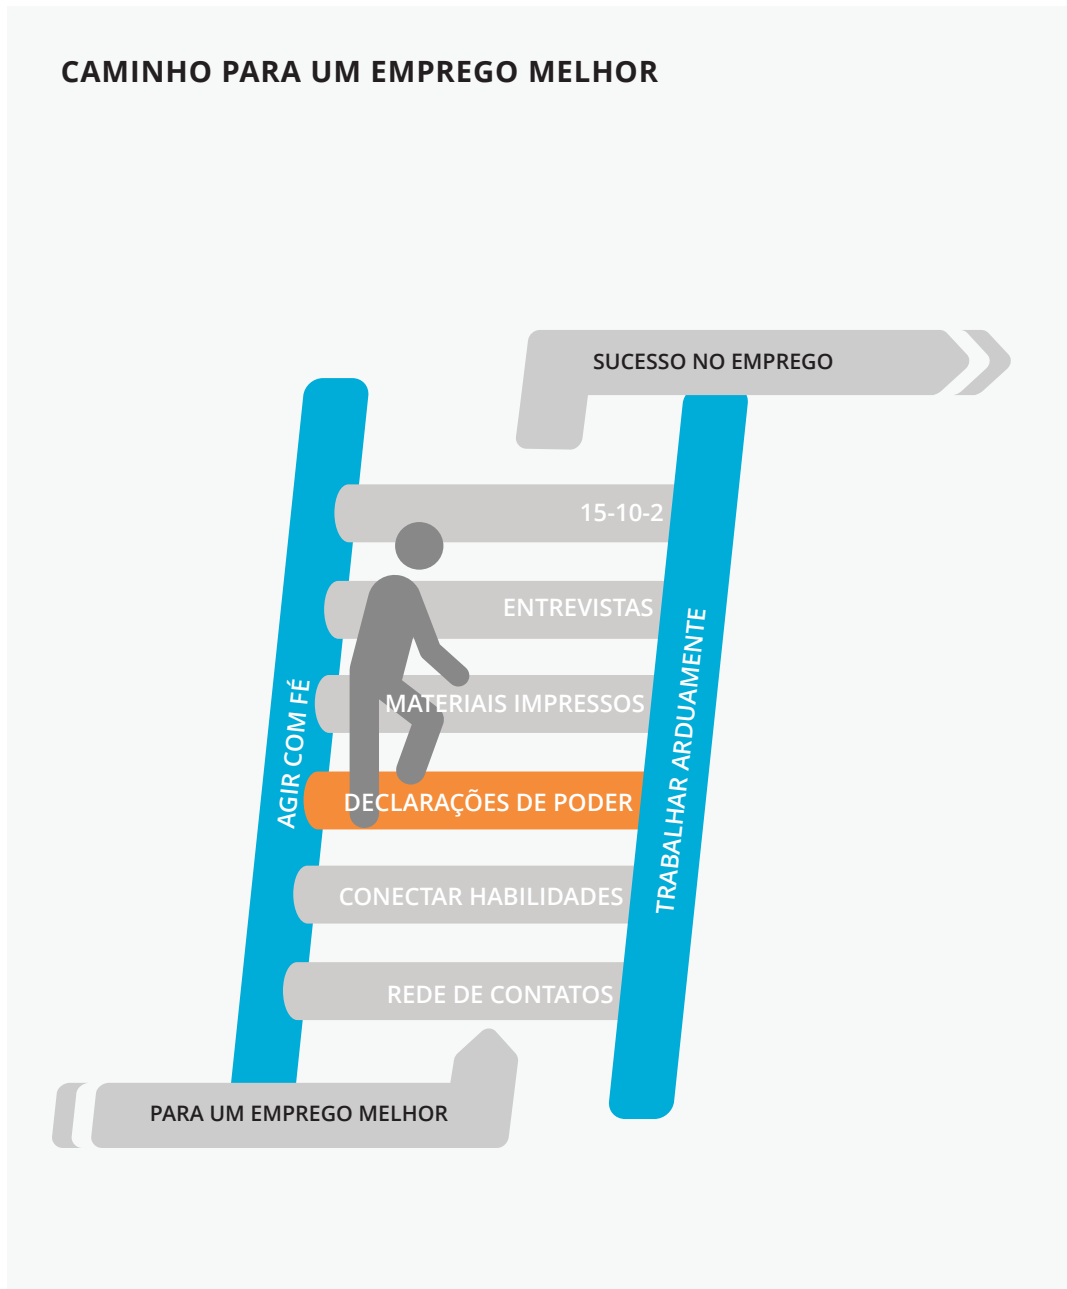 CAMINHO PARA UM EMPREGO MELHOR
SUCESSO NO EMPREGO
15-10-2
ENTREVISTAS
MATERIAIS IMPRESSOS
DECLARAÇÕES DE PODER
CONECTAR HABILIDADES
REDE DE CONTATOS
AGIR COM FÉ
TRABALHAR ARDUAMENTE
PARA UM EMPREGO MELHOR